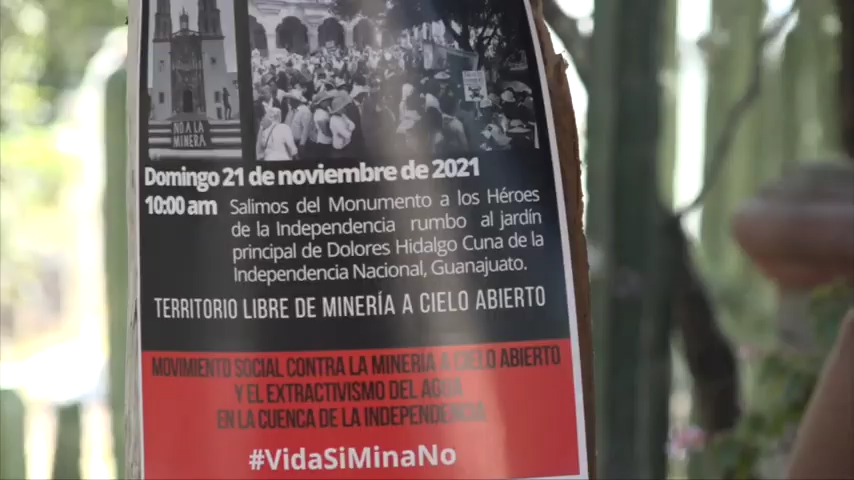 NO A LA
MINERA
Domingo 21 de noviembre de 2021
10:00 am Salimos del Monumento a los Héroes
de la Independencia rumbo al jardín
principal de Dolores Hidalgo Cuna de la
Independencia Nacional, Guanajuato.
TERRITORIO LIBRE DE MINERÍA A CIELO ABIERTO
MOVIMIENTO SOCIAL CONTRA LA MINERIA A CIELO ABIERTO
Y EL EXTRACTIVISMO DEL AGUA
EN LA CUENCA DE LA INDEPENDENCIA
#VidaSiMinaNo